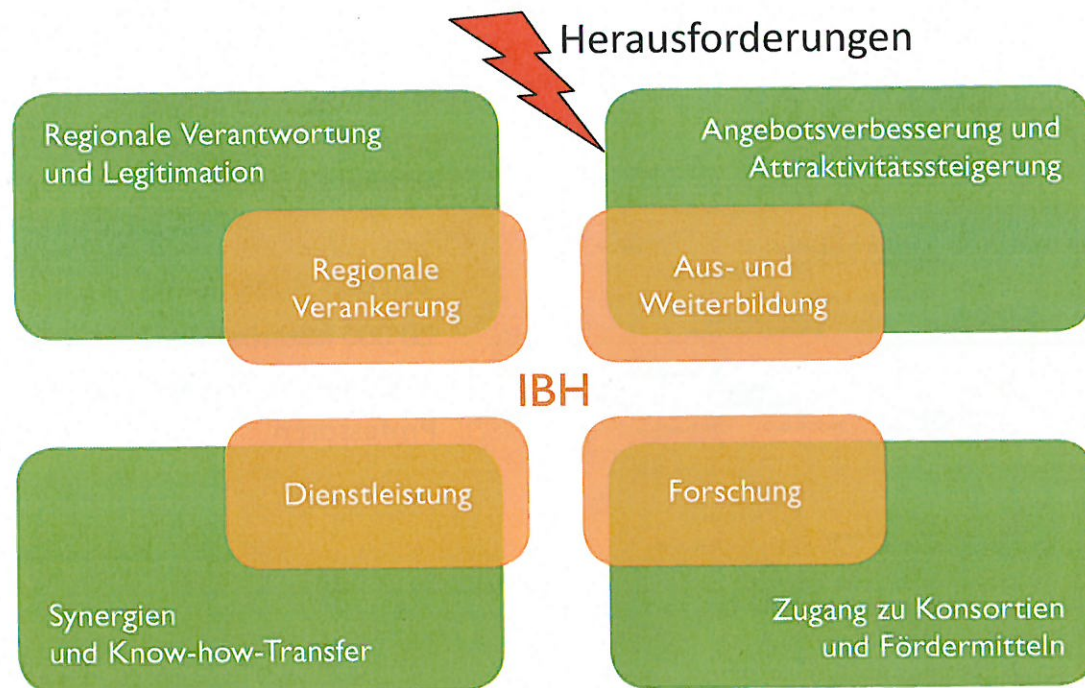 Herausforderungen
Regionale Verantwortung
und Legitimation
Angebotsverbesserung und
Attraktivitätssteigerung
Regionale
Verankerung
Aus- und
Weiterbildung
IBH
Dienstleistung
Forschung
Synergien
und Know-how-Transfer
Zugang zu Konsortien
und Fördermitteln